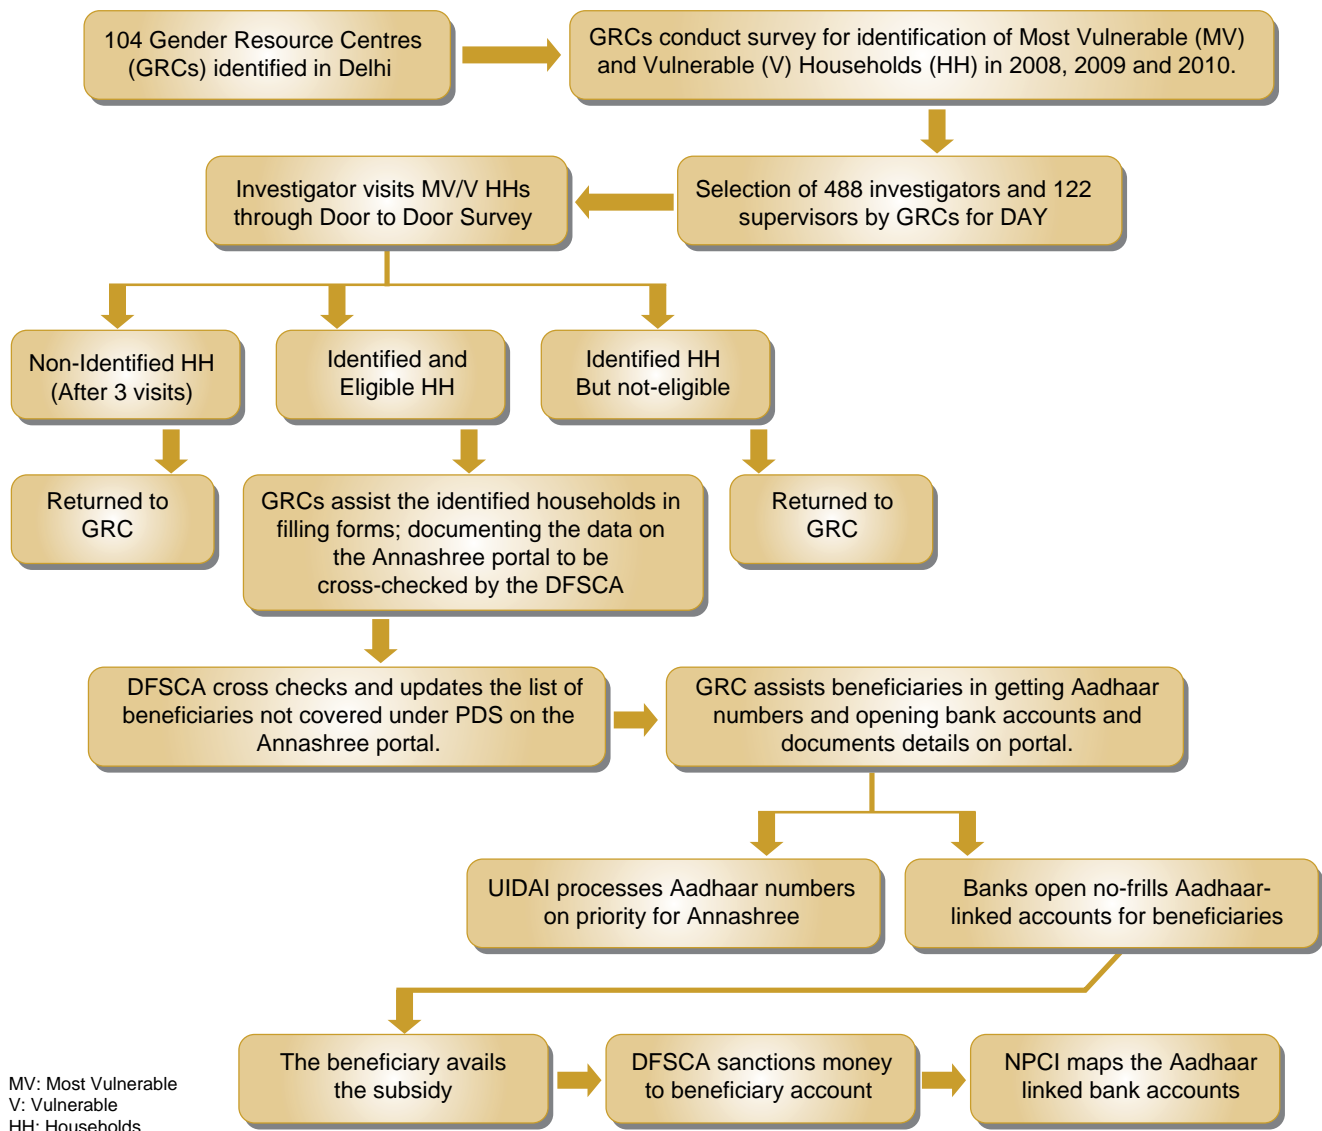 104 Gender Resource Centres
(GRCs) identified in Delhi
GRCs conduct survey for identification of Most Vulnerable (MV)
and Vulnerable (V) Households (HH) in 2008, 2009 and 2010.
Investigator visits MV/V HHs
through Door to Door Survey
Selection of 488 investigators and 122
supervisors by GRCs for DAY
Non-Identified HH
(After 3 visits)
Identified and
Eligible HH
Identified HH
But not-eligible
Returned to
GRC
GRCs assist the identified households in
filling forms; documenting the data on
the Annashree portal to be
cross-checked by the DFSCA
Returned to
GRC
DFSCA cross checks and updates the list of
beneficiaries not covered under PDS on the
Annashree portal.
GRC assists beneficiaries in getting Aadhaar
numbers and opening bank accounts and
documents details on portal.
UIDAI processes Aadhaar numbers
on priority for Annashree
Banks open no-frills Aadhaar-
linked accounts for beneficiaries
The beneficiary avails
the subsidy
DFSCA sanctions money
to beneficiary account
NPCI maps the Aadhaar
linked bank accounts
MV: Most Vulnerable
V: Vulnerable
HH: Households